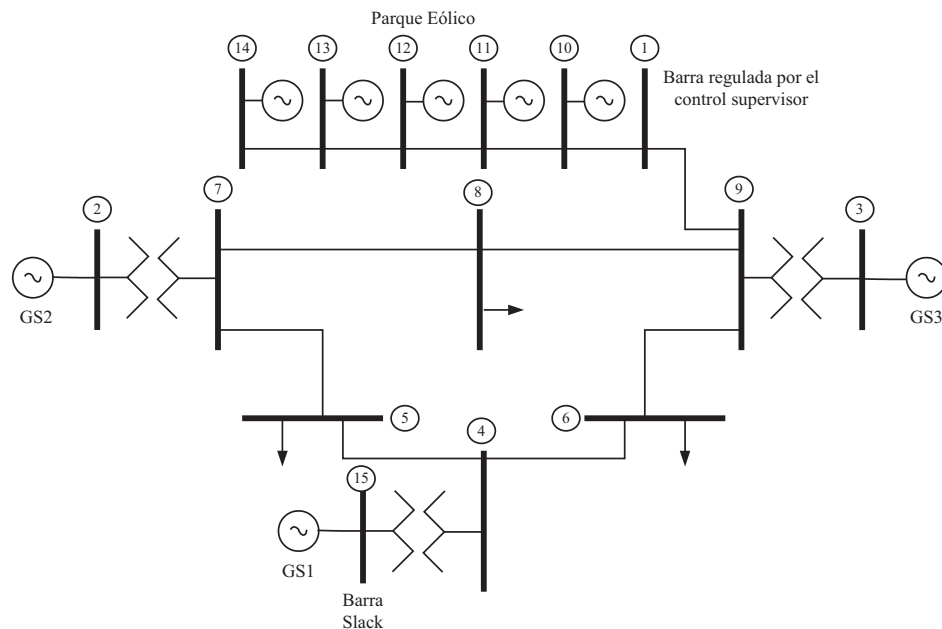 Parque Eólico
14
13
12
11
10
1
Barra regulada por el
control supervisor
2
7
8
9
3
GS2
GS3
5
4
6
15
GS1
Barra
Slack